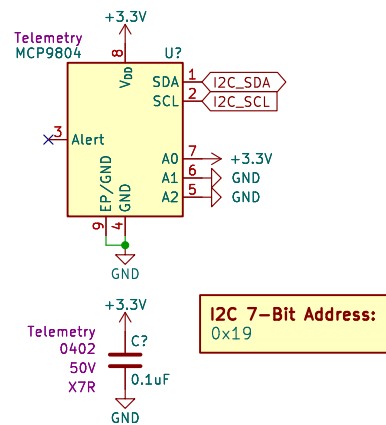 +3.3V
Telemetry
MCP9804
8
U?
VDD
SDA 1 I2C_SDA
SCL 2 I2C_SCL
3 Alert
A0 7 +3.3V
A1 6 GND
A2 5 GND
EP/GND
GND
9 4
GND
+3.3V
I2C 7-Bit Address:
0x19
Telemetry
0402
50V
X7R
C?
0.1uF
GND